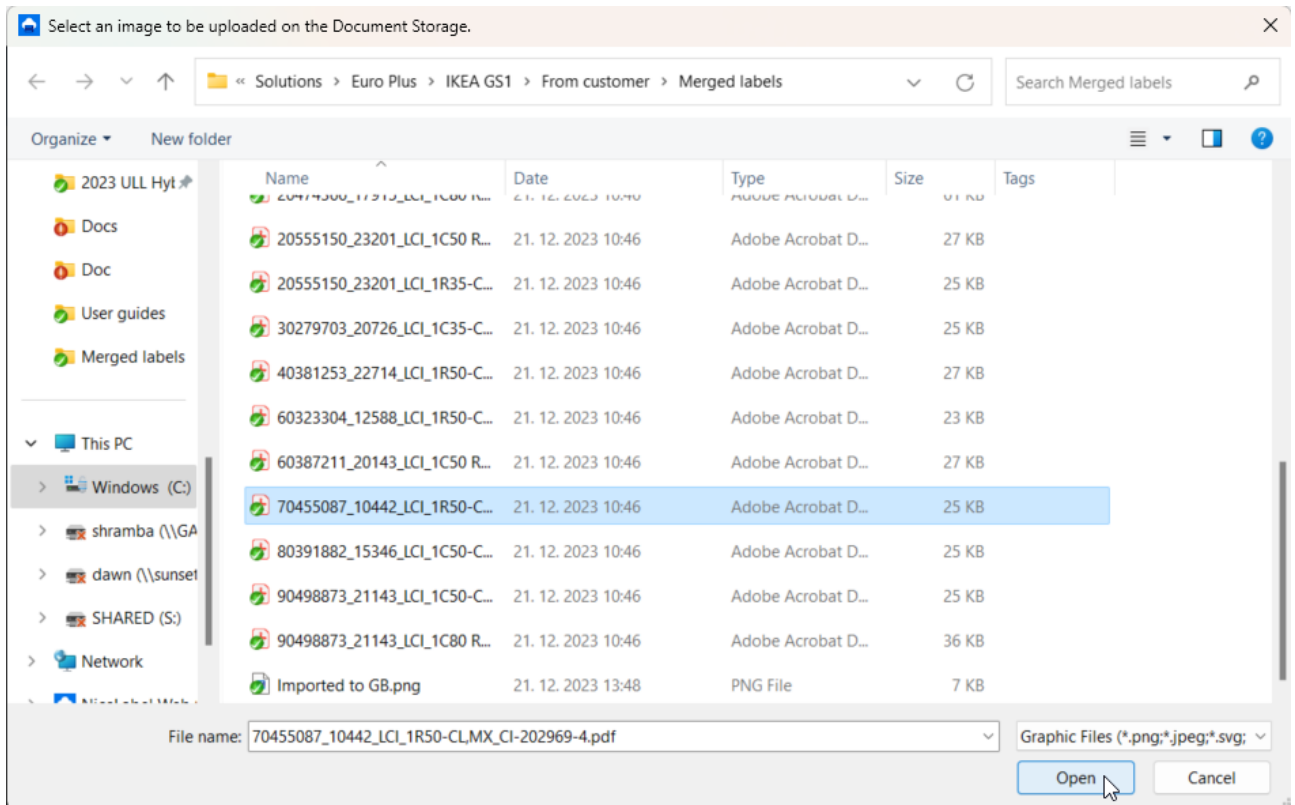 Select an image to be uploaded on the Document Storage.
« Solutions > Euro Plus > IKEA GS1 > From customer > Merged labels
Search Merged labels
Organize
New folder
2023 ULL Hyb
Docs
Doc
User guides
Merged labels
This PC
Windows (C:)
shramba (\\GA
dawn (\\sunset
SHARED (S:)
Network
Name Date Type Size Tags
20555150_23201_LCI_1C50 R... 21. 12. 2023 10:46 Adobe Acrobat D... 27 KB
20555150_23201_LCI_1R35-C... 21. 12. 2023 10:46 Adobe Acrobat D... 25 KB
30279703_20726_LCI_1C35-C... 21. 12. 2023 10:46 Adobe Acrobat D... 25 KB
40381253_22714_LCI_1R50-C... 21. 12. 2023 10:46 Adobe Acrobat D... 27 KB
60323304_12588_LCI_1R50-C... 21. 12. 2023 10:46 Adobe Acrobat D... 23 KB
60387211_20143_LCI_1C50 R... 21. 12. 2023 10:46 Adobe Acrobat D... 27 KB
70455087_10442_LCI_1R50-C... 21. 12. 2023 10:46 Adobe Acrobat D... 25 KB
80391882_15346_LCI_1C50-C... 21. 12. 2023 10:46 Adobe Acrobat D... 25 KB
90498873_21143_LCI_1C50-C... 21. 12. 2023 10:46 Adobe Acrobat D... 25 KB
90498873_21143_LCI_1C80 R... 21. 12. 2023 10:46 Adobe Acrobat D... 36 KB
Imported to GB.png 21. 12. 2023 13:48 PNG File 7 KB
File name: 70455087_10442_LCI_1R50-CL,MX_CI-202969-4.pdf
Graphic Files (*.png;*.jpeg;*.svg;
Open
Cancel